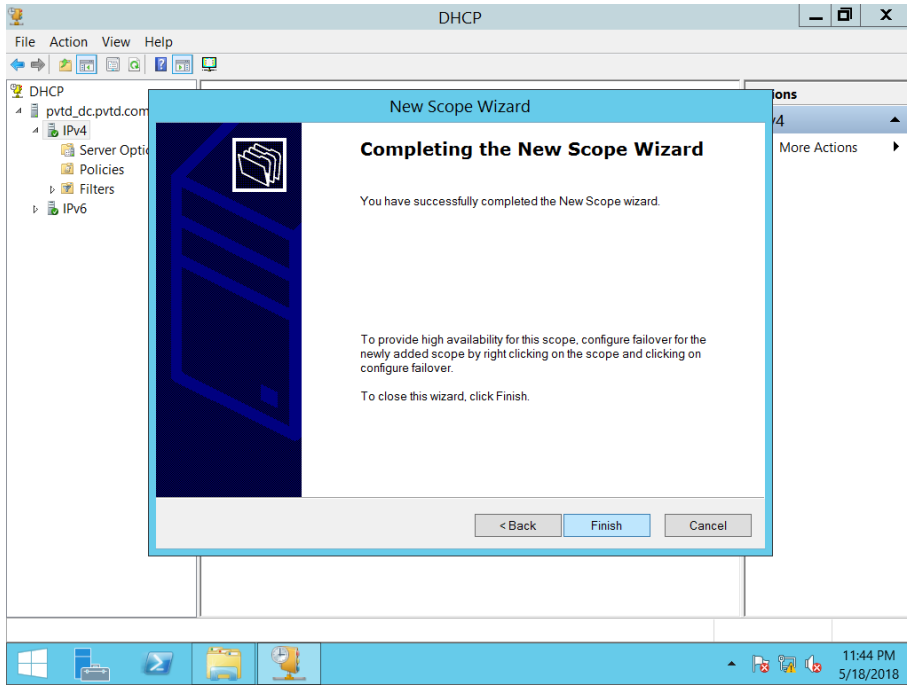 DHCP
File Action View Help
DHCP
pvtd_dc.pvtd.com
IPv4
Server Optio
Policies
Filters
IPv6
New Scope Wizard
Completing the New Scope Wizard
You have successfully completed the New Scope wizard.
To provide high availability for this scope, configure failover for the
newly added scope by right clicking on the scope and clicking on
configure failover.
To close this wizard, click Finish.
< Back Finish Cancel
ions
/4
More Actions
11:44 PM
5/18/2018